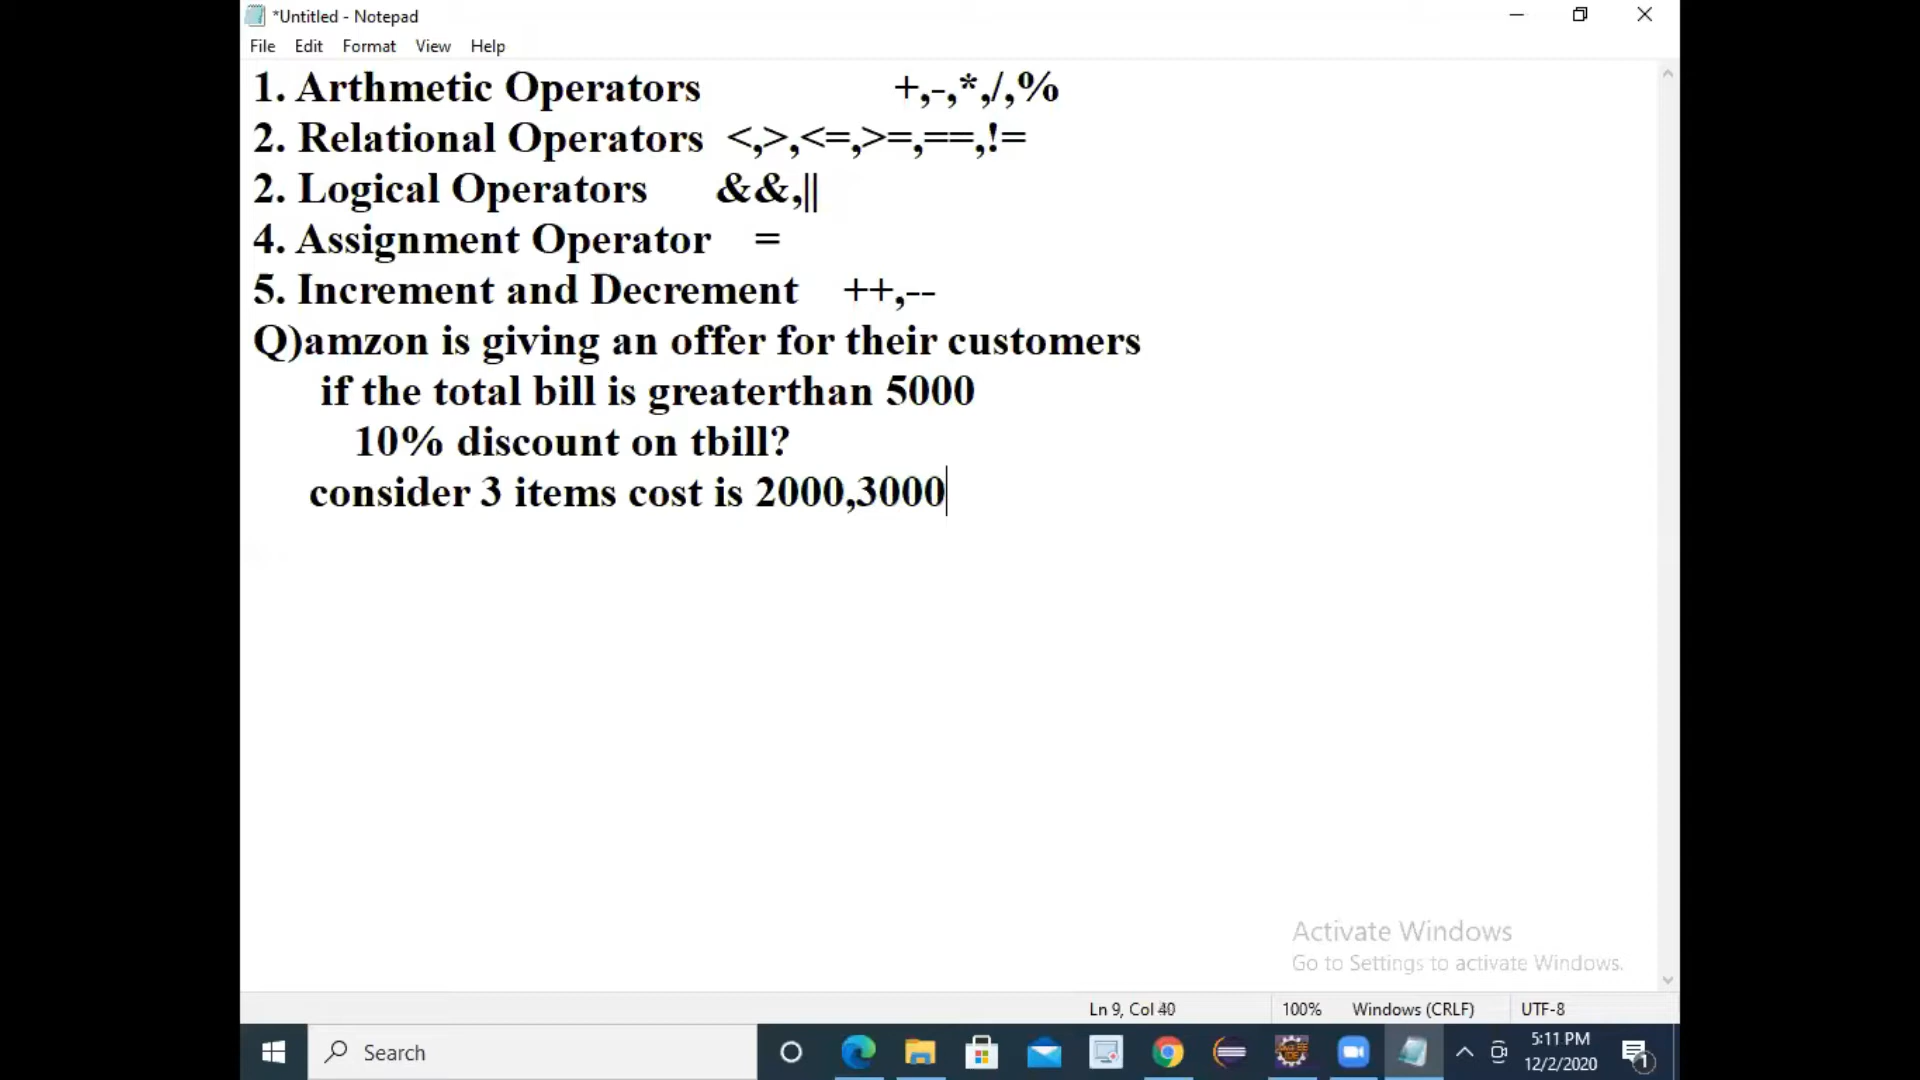 *Untitled - Notepad
File Edit Format View Help
1. Arthmetic Operators +,-,*,/,%
2. Relational Operators <,>,<=,>=,==,!=
2. Logical Operators &&,||
4. Assignment Operator =
5. Increment and Decrement ++,--
Q)amzon is giving an offer for their customers
if the total bill is greaterthan 5000
10% discount on tbill?
consider 3 items cost is 2000,3000
Activate Windows
Go to Settings to activate Windows.
Ln 9, Col 40 100% Windows (CRLF) UTF-8
Search
5:11 PM
12/2/2020
1